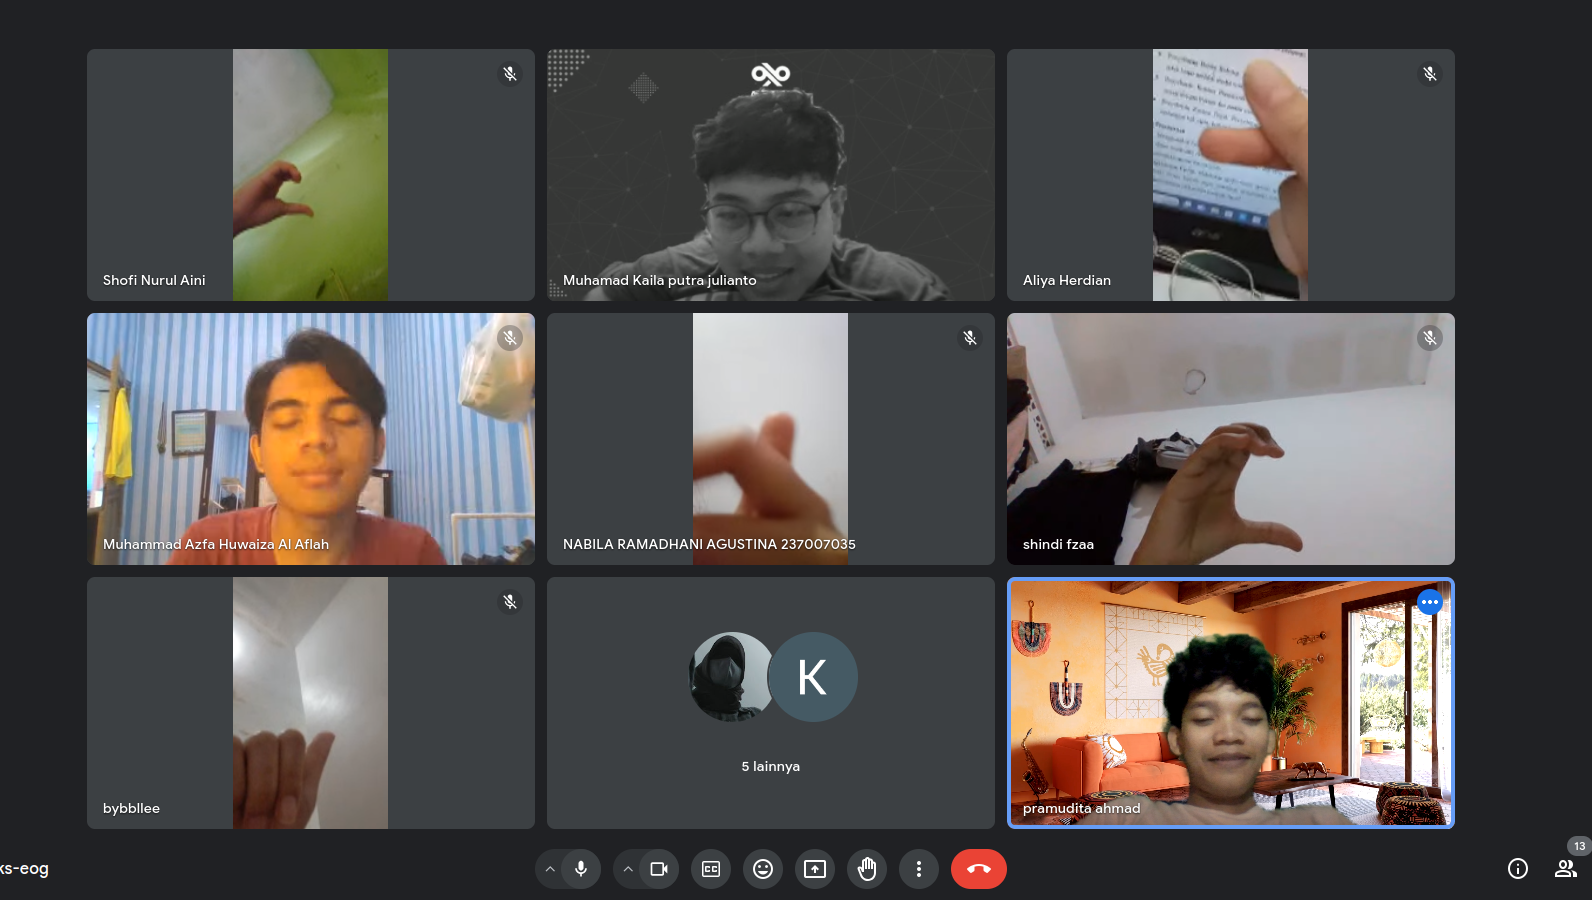 Shofi Nurul Aini
Muhamad Kaila putra julianto
Aliya Herdian
Muhammad Azfa Huwaiza Al Aflah
NABILA RAMADHANI AGUSTINA 237007035
shindi fzaa
bybbllee
K
5 lainnya
pramudita ahmad
ks-eog
CC
13